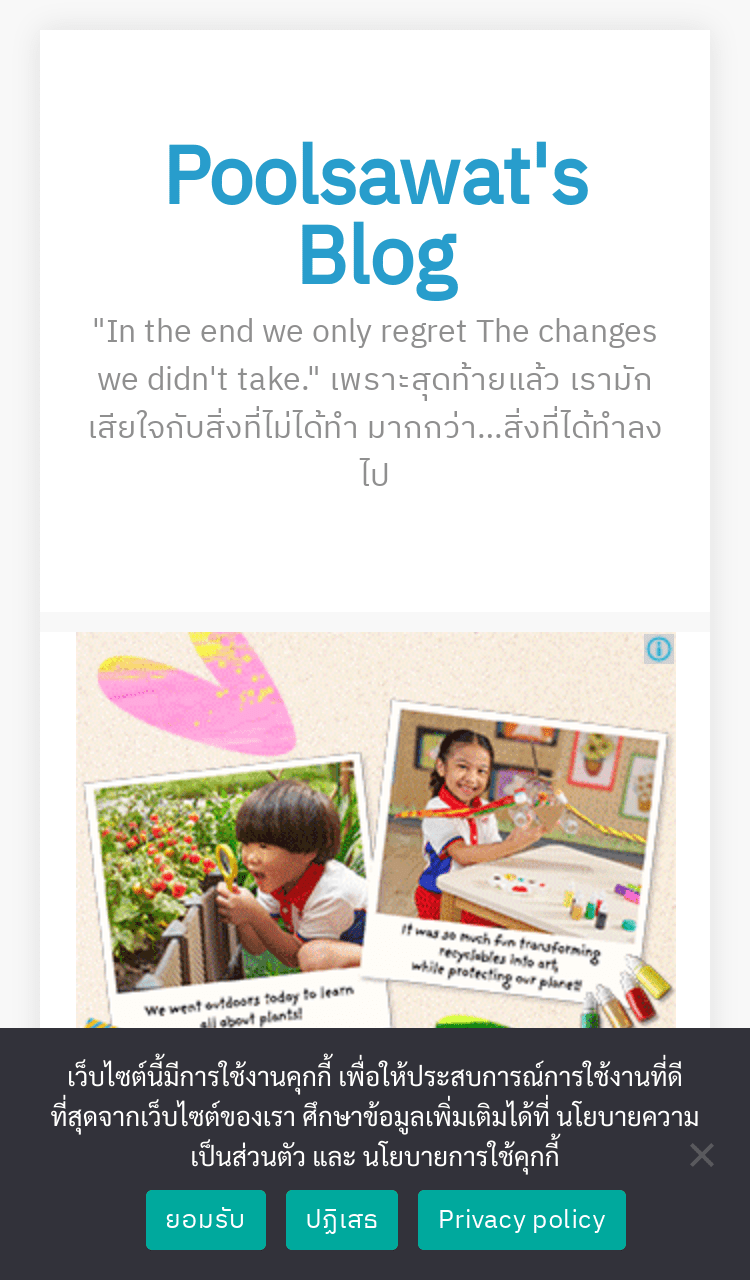 Poolsawat's
Blog
"In the end we only regret The changes
we didn't take." เพราะสุดท้ายแล้ว เรามัก
เสียใจกับสิ่งที่ไม่ได้ทำ มากกว่า...สิ่งที่ได้ทำลง
ไป
It was so much fun transforming
recyclables into art,
while protecting our planet!
We went outdoors today to learn
all about plants!
เว็บไซต์นี้มีการใช้งานคุกกี้ เพื่อให้ประสบการณ์การใช้งานที่ดี
ที่สุดจากเว็บไซต์ของเรา ศึกษาข้อมูลเพิ่มเติมได้ที่ นโยบายความ
เป็นส่วนตัว และ นโยบายการใช้คุกกี้
ยอมรับ ปฏิเสธ Privacy policy